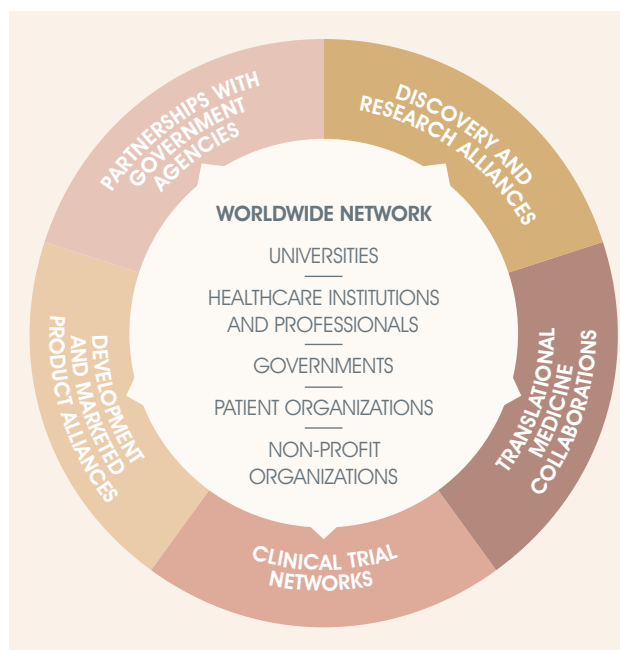 PARTNERSHIPS WITH
GOVERNMENT
AGENCIES
DISCOVERY AND
RESEARCH ALLIANCES
WORLDWIDE NETWORK
UNIVERSITIES
HEALTHCARE INSTITUTIONS
AND PROFESSIONALS
GOVERNMENTS
PATIENT ORGANIZATIONS
NON-PROFIT
ORGANIZATIONS
DEVELOPMENT
AND MARKETED
PRODUCT ALLIANCES
TRANSLATIONAL
MEDICINE
COLLABORATIONS
CLINICAL TRIAL
NETWORKS